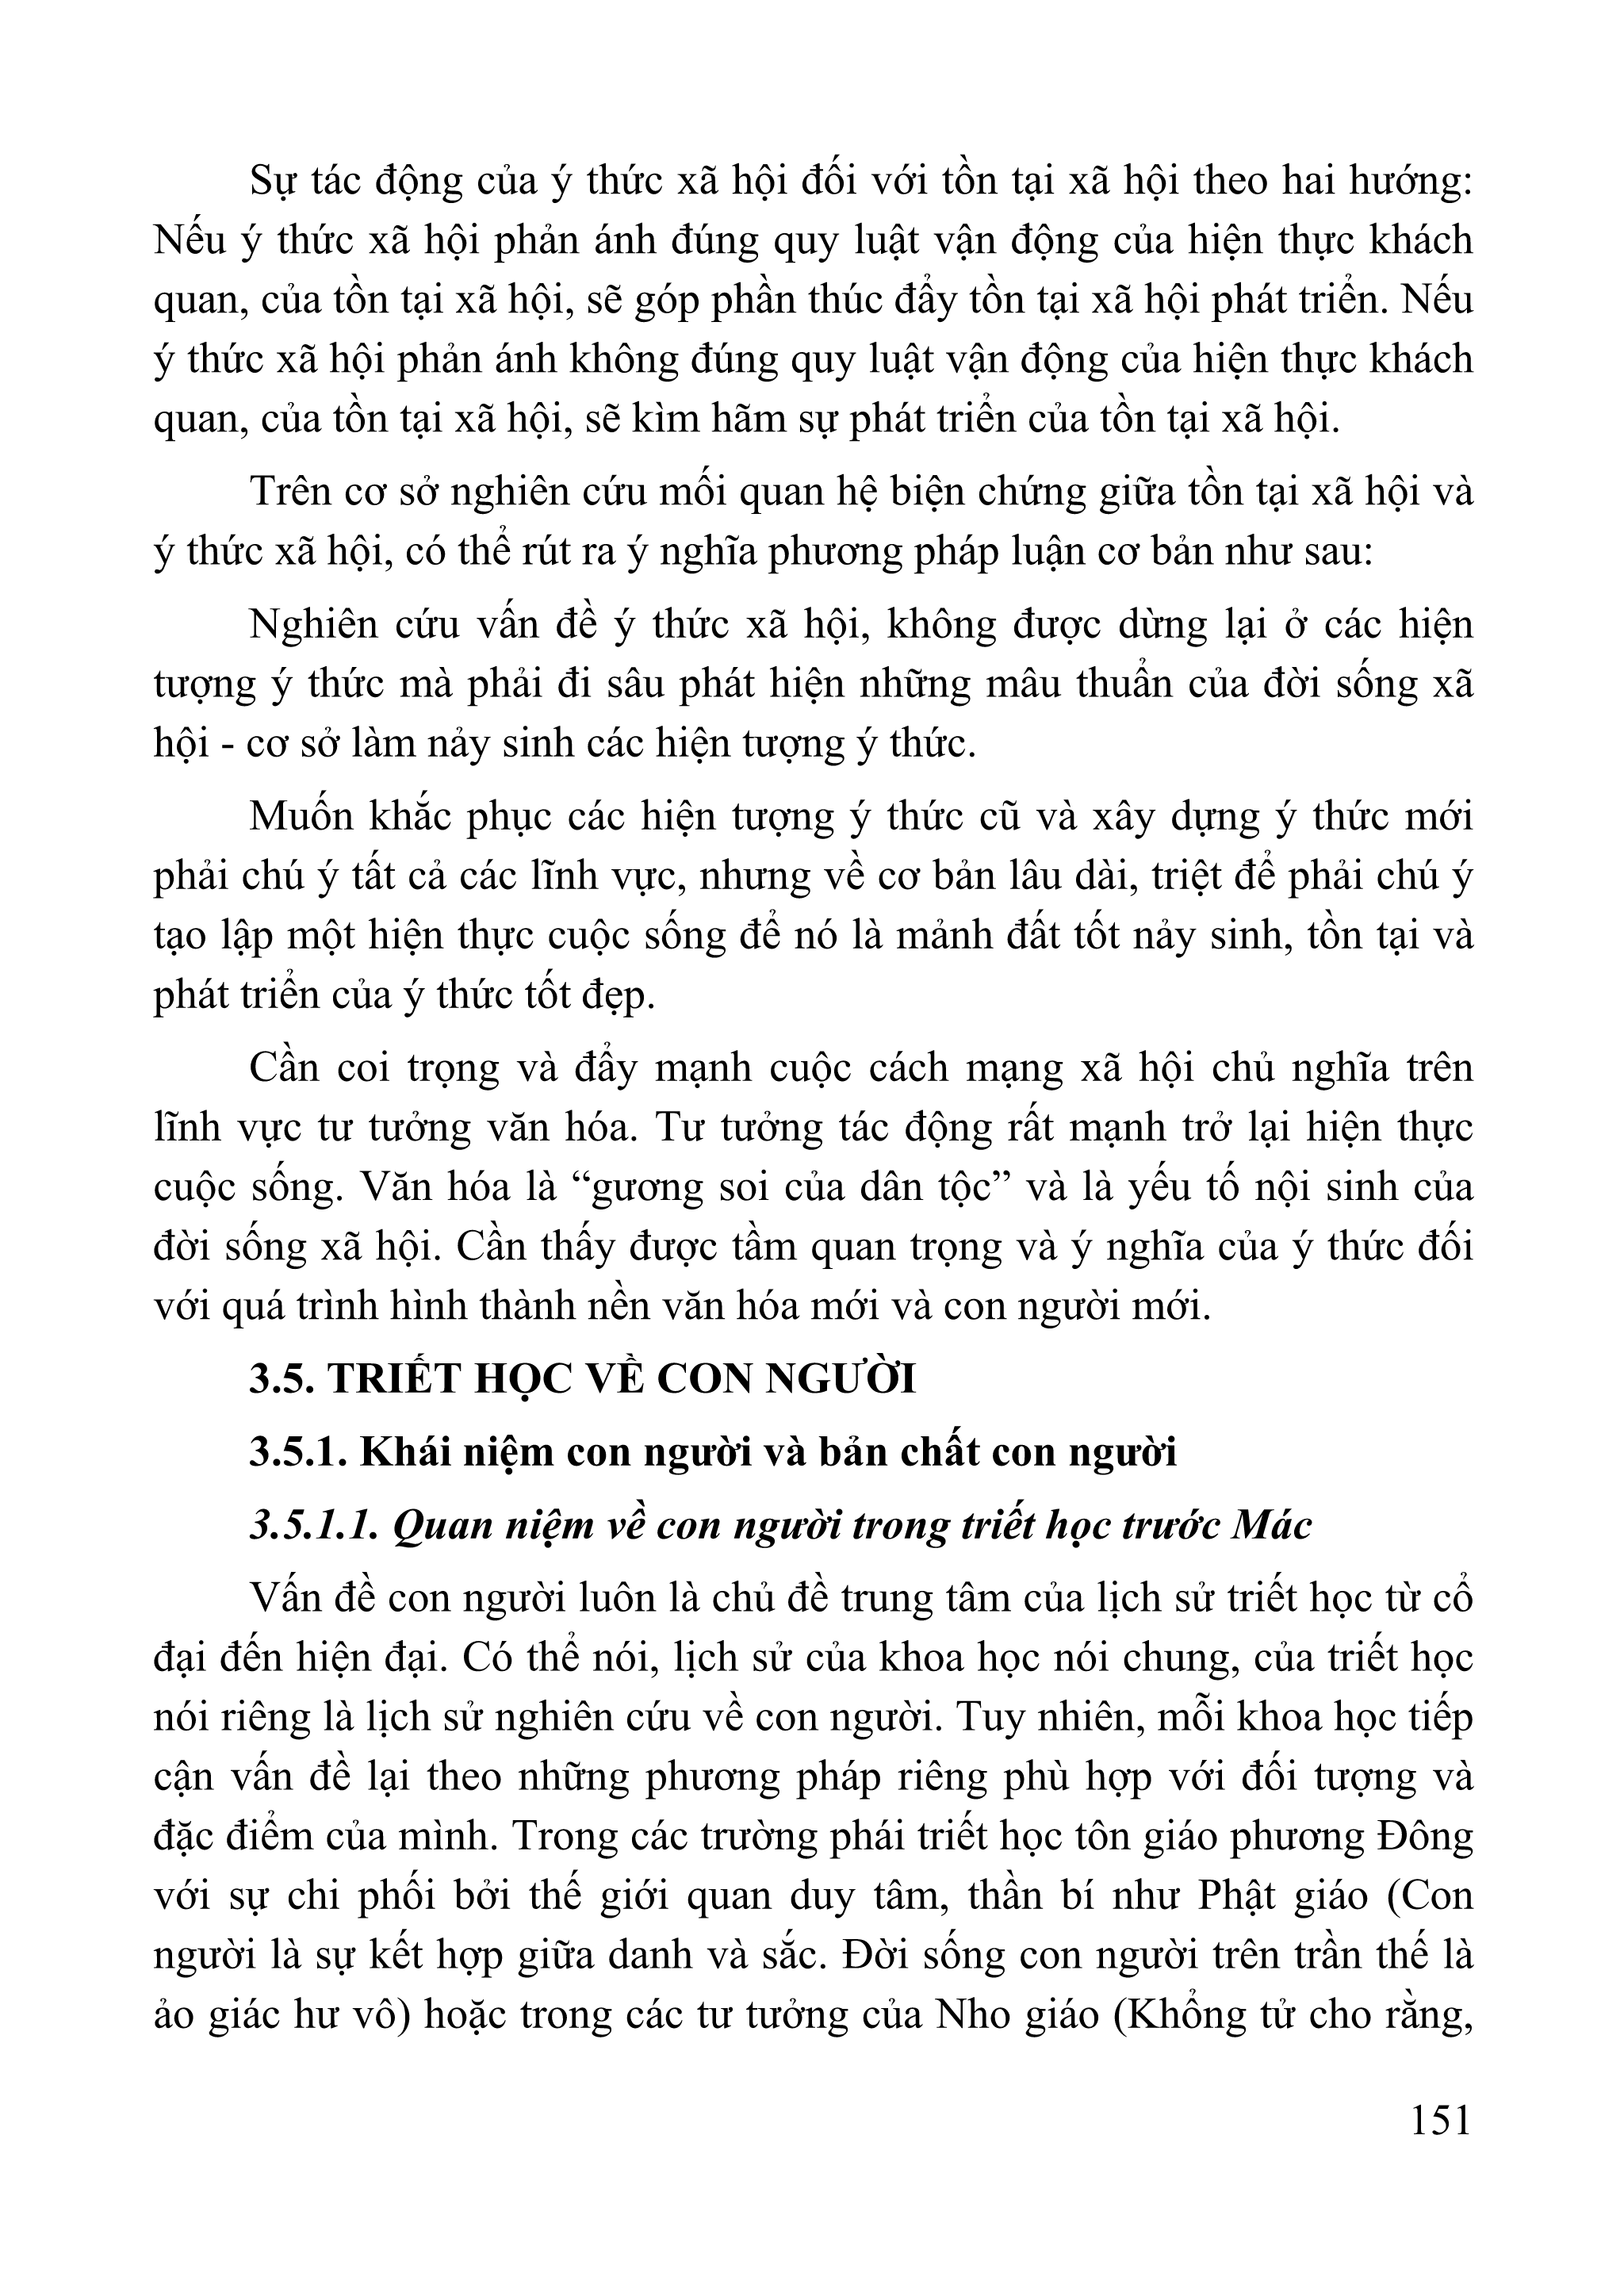 Sự tác động của ý thức xã hội đối với tồn tại xã hội theo hai hướng:
Nếu ý thức xã hội phản ánh đúng quy luật vận động của hiện thực khách
quan, của tồn tại xã hội, sẽ góp phần thúc đẩy tồn tại xã hội phát triển. Nếu
ý thức xã hội phản ánh không đúng quy luật vận động của hiện thực khách
quan, của tồn tại xã hội, sẽ kìm hãm sự phát triển của tồn tại xã hội.
Trên cơ sở nghiên cứu mối quan hệ biện chứng giữa tồn tại xã hội và
ý thức xã hội, có thể rút ra ý nghĩa phương pháp luận cơ bản như sau:
Nghiên cứu vấn đề ý thức xã hội, không được dừng lại ở các hiện
tượng ý thức mà phải đi sâu phát hiện những mâu thuẩn của đời sống xã
hội - cơ sở làm nảy sinh các hiện tượng ý thức.
Muốn khắc phục các hiện tượng ý thức cũ và xây dựng ý thức mới
phải chú ý tất cả các lĩnh vực, nhưng về cơ bản lâu dài, triệt để phải chú ý
tạo lập một hiện thực cuộc sống để nó là mảnh đất tốt nảy sinh, tồn tại và
phát triển của ý thức tốt đẹp.
Cần coi trọng và đẩy mạnh cuộc cách mạng xã hội chủ nghĩa trên
lĩnh vực tư tưởng văn hóa. Tư tưởng tác động rất mạnh trở lại hiện thực
cuộc sống. Văn hóa là “gương soi của dân tộc” và là yếu tố nội sinh của
đời sống xã hội. Cần thấy được tầm quan trọng và ý nghĩa của ý thức đối
với quá trình hình thành nền văn hóa mới và con người mới.
3.5. TRIẾT HỌC VỀ CON NGƯỜI
3.5.1. Khái niệm con người và bản chất con người
3.5.1.1. Quan niệm về con người trong triết học trước Mác
Vấn đề con người luôn là chủ đề trung tâm của lịch sử triết học từ cổ
đại đến hiện đại. Có thể nói, lịch sử của khoa học nói chung, của triết học
nói riêng là lịch sử nghiên cứu về con người. Tuy nhiên, mỗi khoa học tiếp
cận vấn đề lại theo những phương pháp riêng phù hợp với đối tượng và
đặc điểm của mình. Trong các trường phái triết học tôn giáo phương Đông
với sự chi phối bởi thế giới quan duy tâm, thần bí như Phật giáo (Con
người là sự kết hợp giữa danh và sắc. Đời sống con người trên trần thế là
ảo giác hư vô) hoặc trong các tư tưởng của Nho giáo (Khổng tử cho rằng,
151